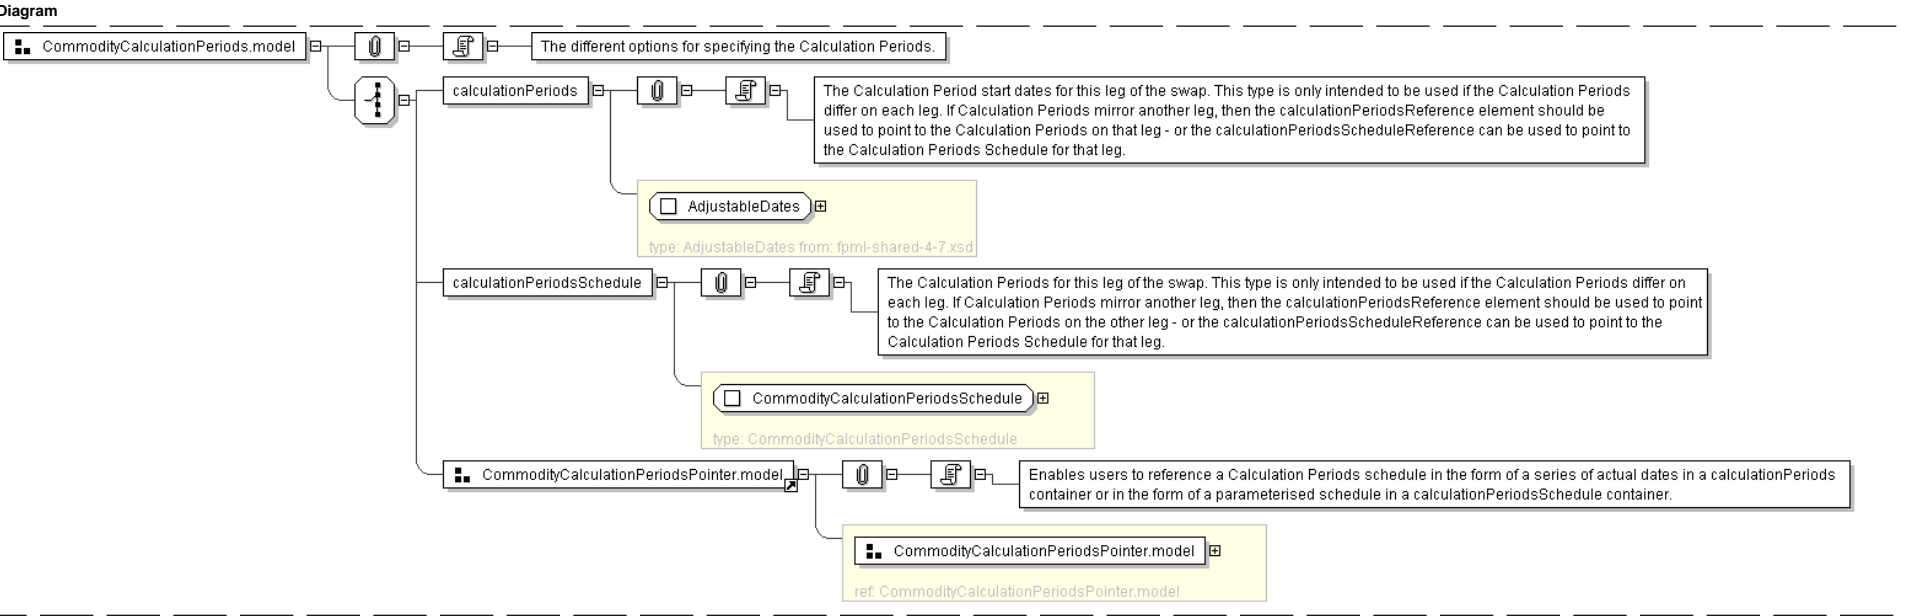 Diagram
CommodityCalculationPeriods.model
The different options for specifying the Calculation Periods.
calculationPeriods
The Calculation Period start dates for this leg of the swap. This type is only intended to be used if the Calculation Periods
differ on each leg. If Calculation Periods mirror another leg, then the calculationPeriodsReference element should be
used to point to the Calculation Periods on that leg - or the calculationPeriodsScheduleReference can be used to point to
the Calculation Periods Schedule for that leg.
AdjustableDates
type: AdjustableDates from: fpml-shared-4-7.xsd
calculationPeriodsSchedule
The Calculation Periods for this leg of the swap. This type is only intended to be used if the Calculation Periods differ on
each leg. If Calculation Periods mirror another leg, then the calculationPeriodsReference element should be used to point
to the Calculation Periods on the other leg - or the calculationPeriodsScheduleReference can be used to point to the
Calculation Periods Schedule for that leg.
CommodityCalculationPeriodsSchedule
type: CommodityCalculationPeriodsSchedule
CommodityCalculationPeriodsPointer.model
Enables users to reference a Calculation Periods schedule in the form of a series of actual dates in a calculationPeriods
container or in the form of a parameterised schedule in a calculationPeriodsSchedule container.
CommodityCalculationPeriodsPointer.model
ref: CommodityCalculationPeriodsPointer.model